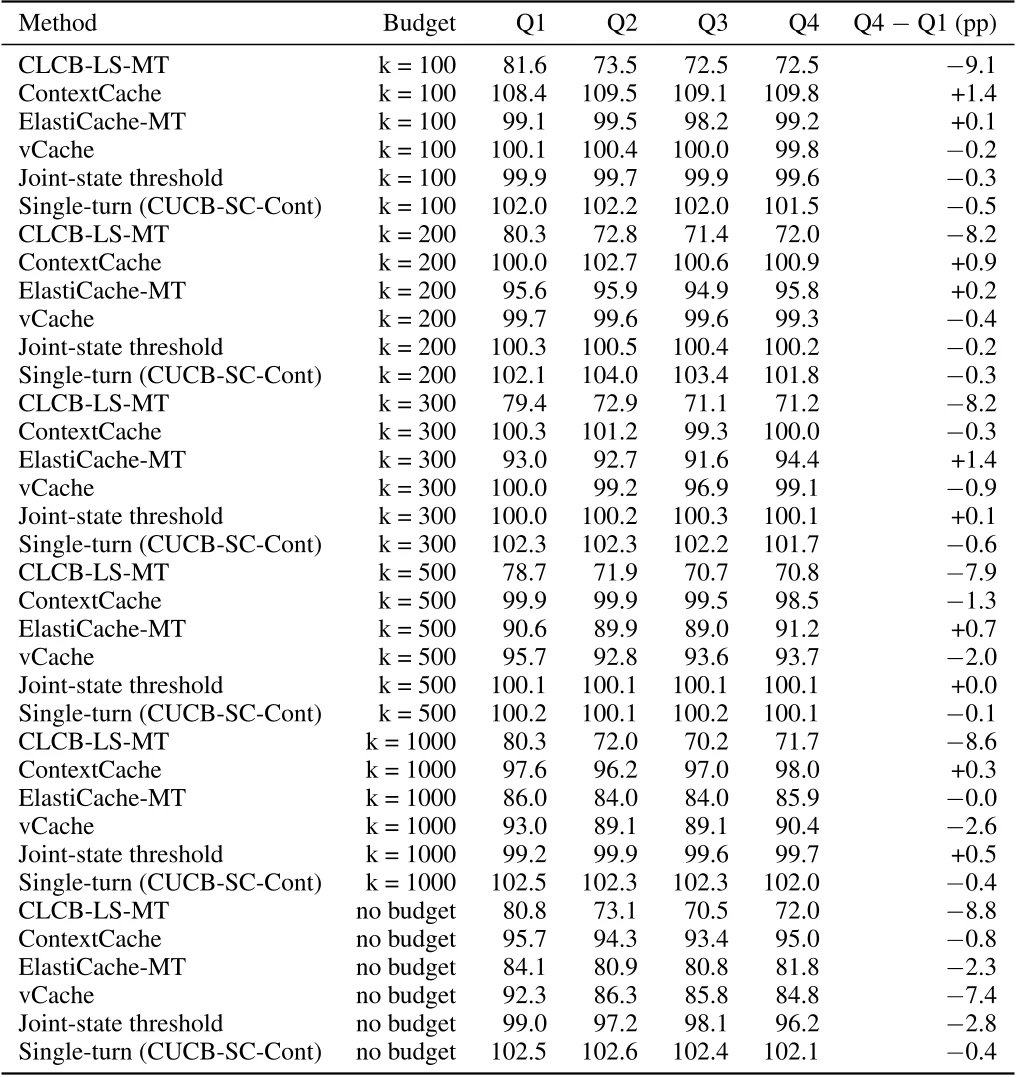 Method Budget Q1 Q2 Q3 Q4 Q4 − Q1 (pp)
CLCB-LS-MT k = 100 81.6 73.5 72.5 72.5 −9.1
ContextCache k = 100 108.4 109.5 109.1 109.8 +1.4
ElastiCache-MT k = 100 99.1 99.5 98.2 99.2 +0.1
vCache k = 100 100.1 100.4 100.0 99.8 −0.2
Joint-state threshold k = 100 99.9 99.7 99.9 99.6 −0.3
Single-turn (CUCB-SC-Cont) k = 100 102.0 102.2 102.0 101.5 −0.5
CLCB-LS-MT k = 200 80.3 72.8 71.4 72.0 −8.2
ContextCache k = 200 100.0 102.7 100.6 100.9 +0.9
ElastiCache-MT k = 200 95.6 95.9 94.9 95.8 +0.2
vCache k = 200 99.7 99.6 99.6 99.3 −0.4
Joint-state threshold k = 200 100.3 100.5 100.4 100.2 −0.2
Single-turn (CUCB-SC-Cont) k = 200 102.1 104.0 103.4 101.8 −0.3
CLCB-LS-MT k = 300 79.4 72.9 71.1 71.2 −8.2
ContextCache k = 300 100.3 101.2 99.3 100.0 −0.3
ElastiCache-MT k = 300 93.0 92.7 91.6 94.4 +1.4
vCache k = 300 100.0 99.2 96.9 99.1 −0.9
Joint-state threshold k = 300 100.0 100.2 100.3 100.1 +0.1
Single-turn (CUCB-SC-Cont) k = 300 102.3 102.3 102.2 101.7 −0.6
CLCB-LS-MT k = 500 78.7 71.9 70.7 70.8 −7.9
ContextCache k = 500 99.9 99.9 99.5 98.5 −1.3
ElastiCache-MT k = 500 90.6 89.9 89.0 91.2 +0.7
vCache k = 500 95.7 92.8 93.6 93.7 −2.0
Joint-state threshold k = 500 100.1 100.1 100.1 100.1 +0.0
Single-turn (CUCB-SC-Cont) k = 500 100.2 100.1 100.2 100.1 −0.1
CLCB-LS-MT k = 1000 80.3 72.0 70.2 71.7 −8.6
ContextCache k = 1000 97.6 96.2 97.0 98.0 +0.3
ElastiCache-MT k = 1000 86.0 84.0 84.0 85.9 −0.0
vCache k = 1000 93.0 89.1 89.1 90.4 −2.6
Joint-state threshold k = 1000 99.2 99.9 99.6 99.7 +0.5
Single-turn (CUCB-SC-Cont) k = 1000 102.5 102.3 102.3 102.0 −0.4
CLCB-LS-MT no budget 80.8 73.1 70.5 72.0 −8.8
ContextCache no budget 95.7 94.3 93.4 95.0 −0.8
ElastiCache-MT no budget 84.1 80.9 80.8 81.8 −2.3
vCache no budget 92.3 86.3 85.8 84.8 −7.4
Joint-state threshold no budget 99.0 97.2 98.1 96.2 −2.8
Single-turn (CUCB-SC-Cont) no budget 102.5 102.6 102.4 102.1 −0.4